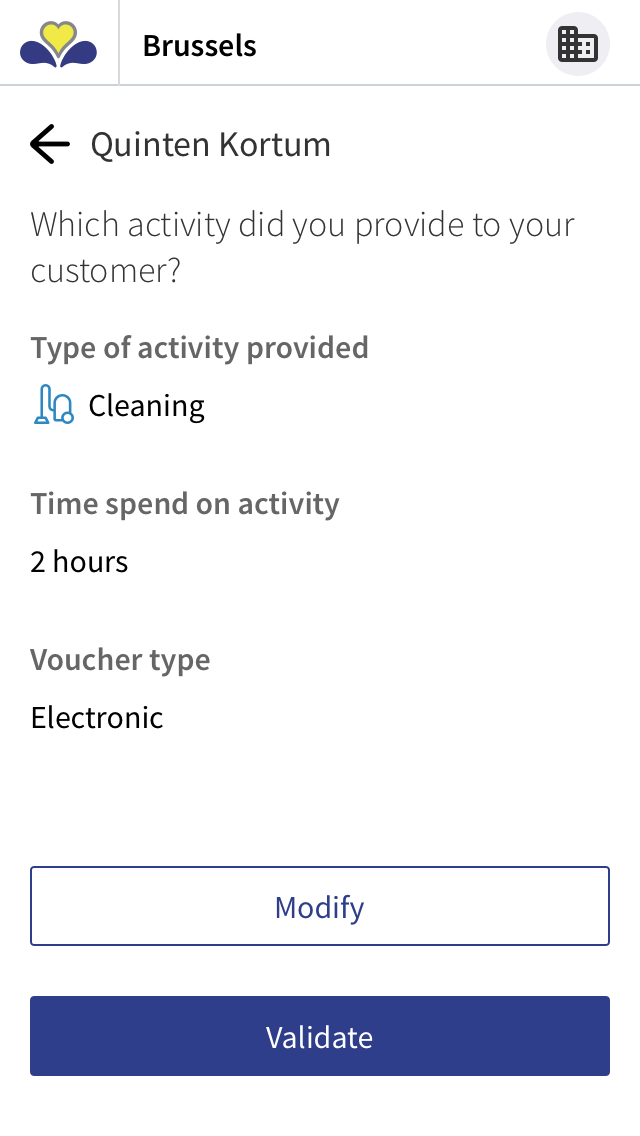 Brussels
Quinten Kortum
Which activity did you provide to your
customer?
Type of activity provided
Cleaning
Time spend on activity
2 hours
Voucher type
Electronic
Modify
Validate